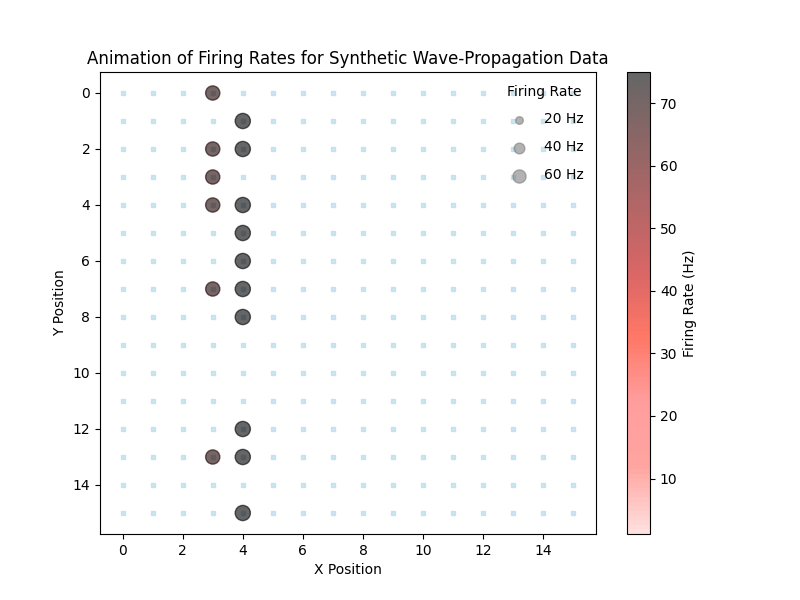 Animation of Firing Rates for Synthetic Wave-Propagation Data
Firing Rate
20 Hz
40 Hz
60 Hz
0
2
4
6
8
10
12
14
Y Position
0 2 4 6 8 10 12 14
X Position
70
60
50
40
30
20
10
Firing Rate (Hz)